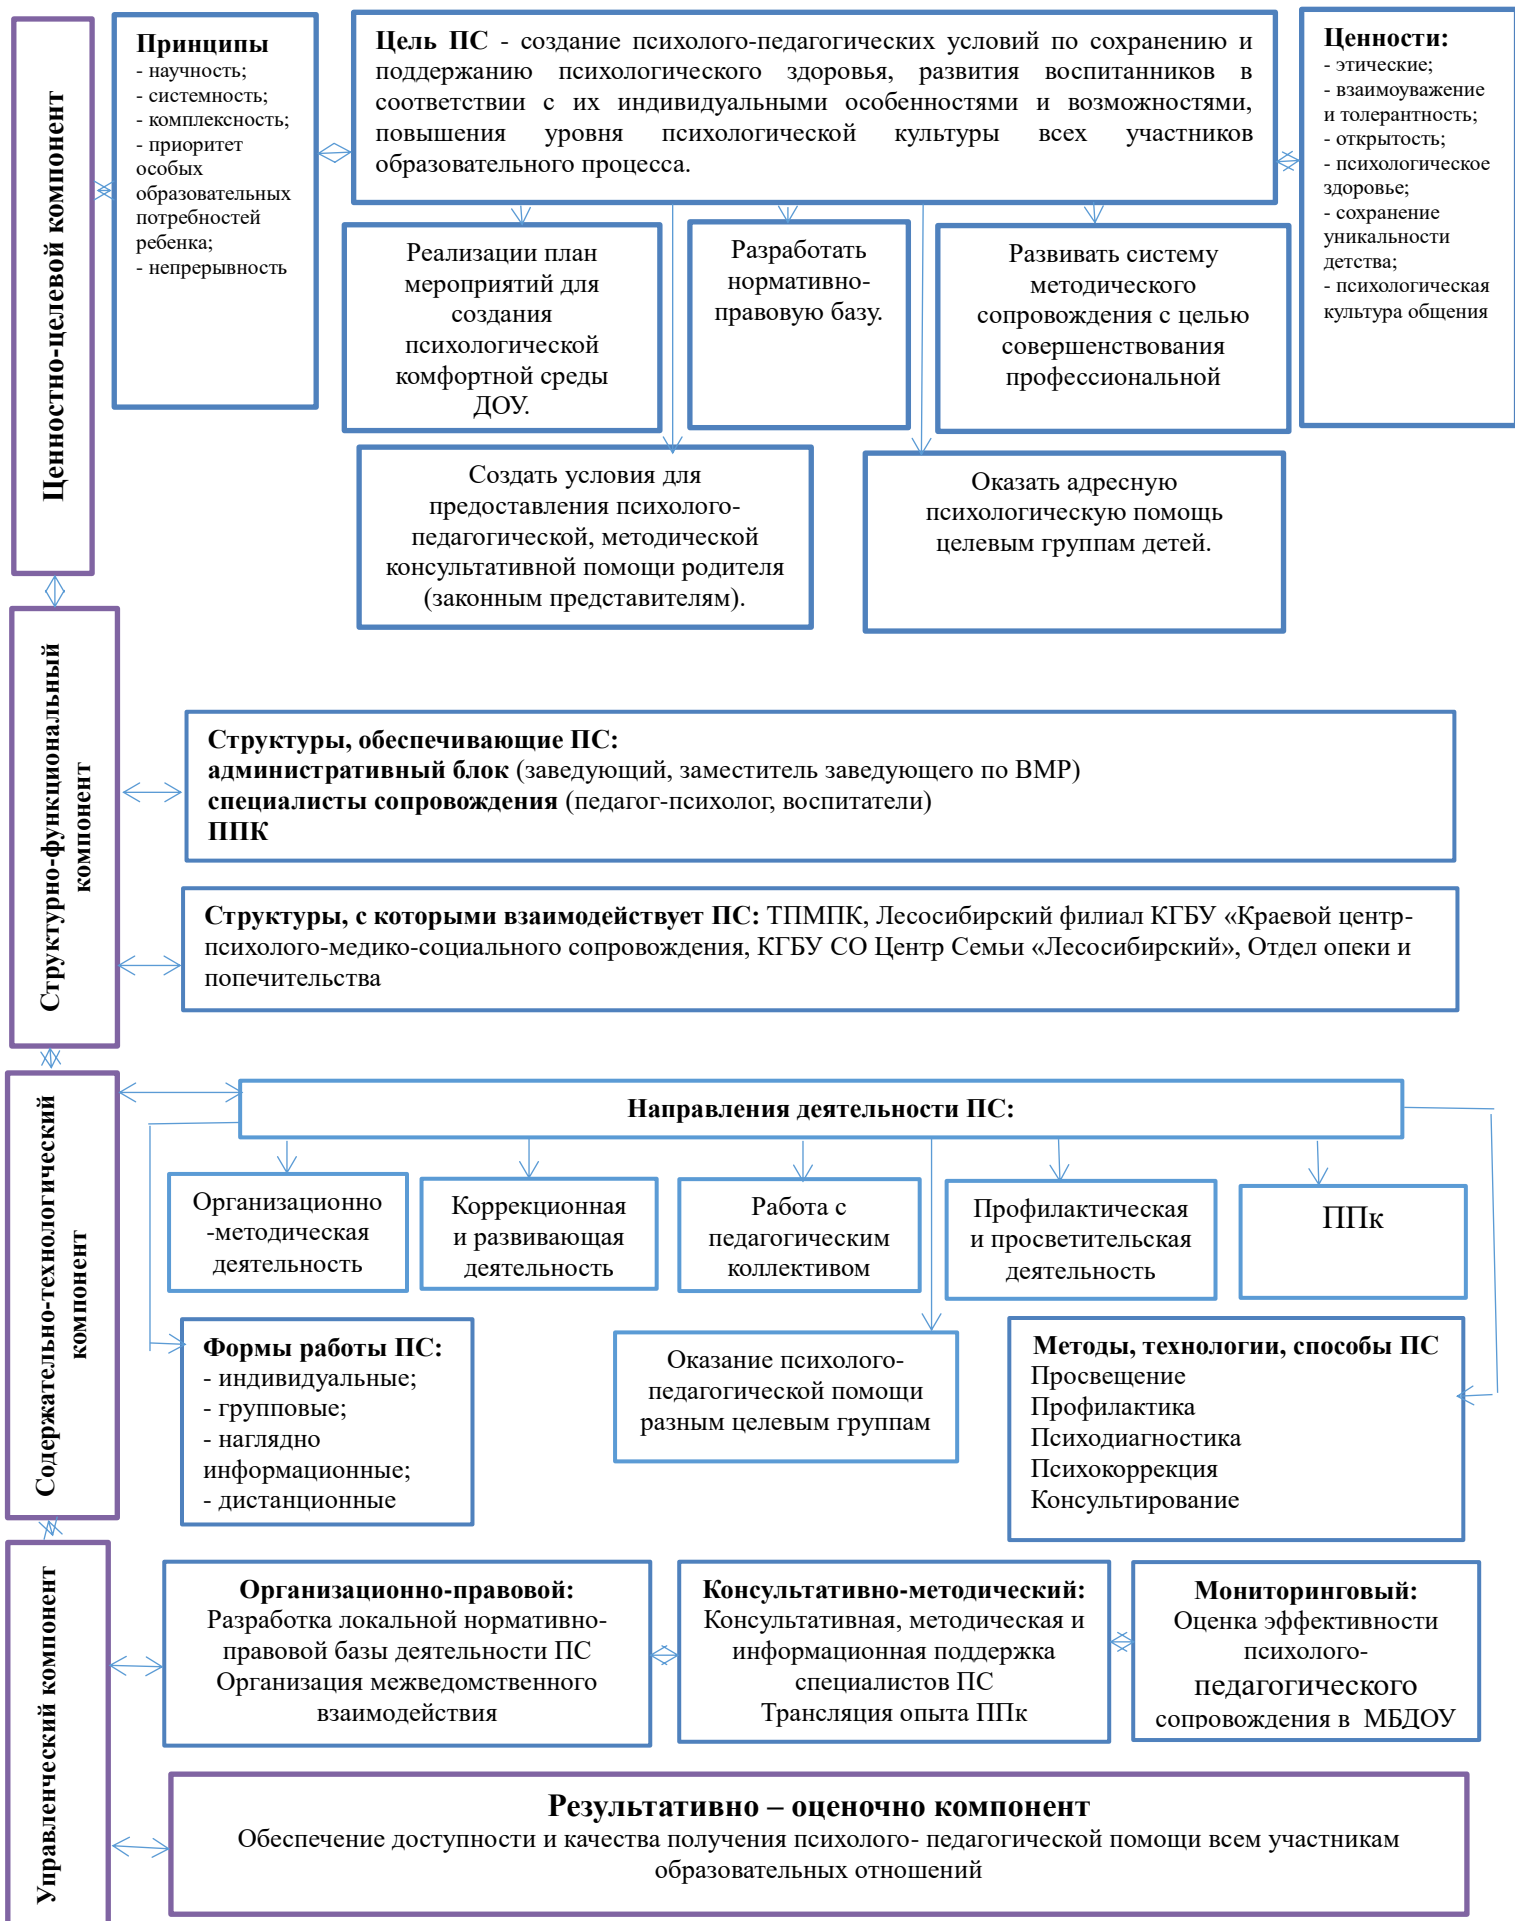 Ценностно-целевой компонент
Принципы
- научность;
- системность;
- комплексность;
- приоритет
особых
образовательных
потребностей
ребенка;
- непрерывность
Цель ПС - создание психолого-педагогических условий по сохранению и
поддержанию психологического здоровья, развития воспитанников в
соответствии с их индивидуальными особенностями и возможностями,
повышения уровня психологической культуры всех участников
образовательного процесса.
Ценности:
- этические;
- взаимоуважение
и толерантность;
- открытость;
- психологическое
здоровье;
- сохранение
уникальности
детства;
- психологическая
культура общения
Реализации план
мероприятий для
создания
психологической
комфортной среды
ДОУ.
Разработать
нормативно-
правовую базу.
Развивать систему
методического
сопровождения с целью
совершенствования
профессиональной
Создать условия для
предоставления психолого-
педагогической, методической
консультативной помощи родителя
(законным представителям).
Оказать адресную
психологическую помощь
целевым группам детей.
Структурно-функциональный
компонент
Структуры, обеспечивающие ПС:
административный блок (заведующий, заместитель заведующего по ВМР)
специалисты сопровождения (педагог-психолог, воспитатели)
ППК
Структуры, с которыми взаимодействует ПС: ТПМПК, Лесосибирский филиал КГБУ «Краевой центр-
психолого-медико-социального сопровождения, КГБУ СО Центр Семьи «Лесосибирский», Отдел опеки и
попечительства
Содержательно-технологический
компонент
Направления деятельности ПС:
Организационно
-методическая
деятельность
Коррекционная
и развивающая
деятельность
Работа с
педагогическим
коллективом
Профилактическая
и просветительская
деятельность
ППк
Формы работы ПС:
- индивидуальные;
- групповые;
- наглядно
информационные;
- дистанционные
Оказание психолого-
педагогической помощи
разным целевым группам
Методы, технологии, способы ПС
Просвещение
Профилактика
Психодиагностика
Психокоррекция
Консультирование
Управленческий компонент
Организационно-правовой:
Разработка локальной нормативно-
правовой базы деятельности ПС
Организация межведомственного
взаимодействия
Консультативно-методический:
Консультативная, методическая и
информационная поддержка
специалистов ПС
Трансляция опыта ППк
Мониторинговый:
Оценка эффективности
психолого-
педагогического
сопровождения в МБДОУ
Результативно – оценочно компонент
Обеспечение доступности и качества получения психолого- педагогической помощи всем участникам
образовательных отношений